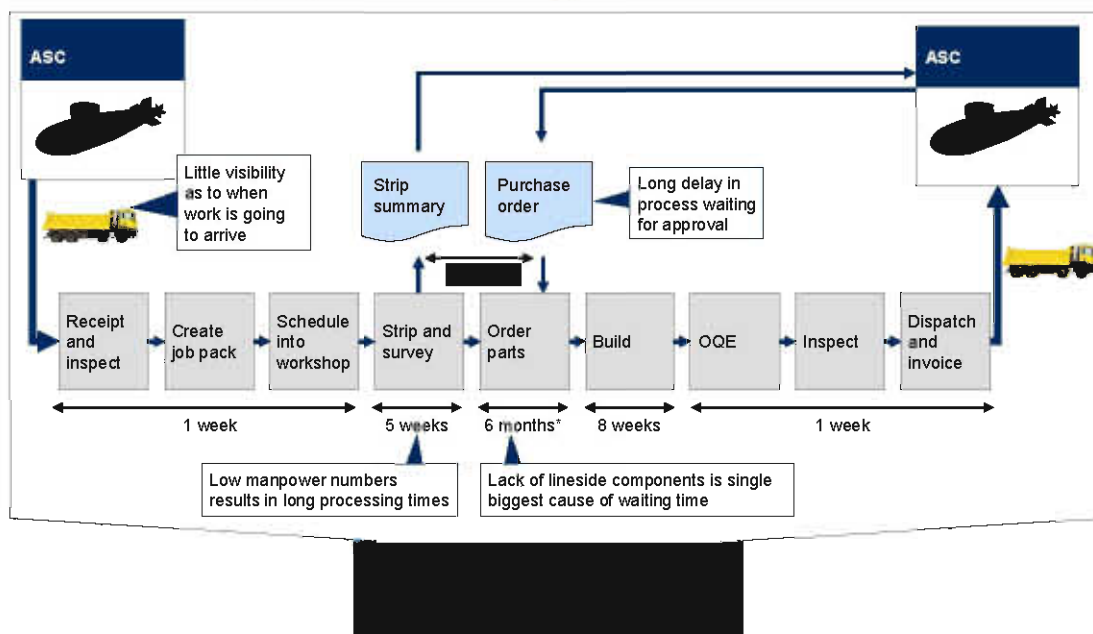 ASC
ASC
Little visibility
as to when
work is going
to arrive
Strip
summary
Purchase
order
Long delay in
process waiting
for approval
Receipt
and
inspect
Create
job pack
Schedule
into
workshop
Strip and
survey
Order
parts
Build
OQE
Inspect
Dispatch
and
invoice
1 week
5 weeks
6 months*
8 weeks
1 week
Low manpower numbers
results in long processing times
Lack of lineside components is single
biggest cause of waiting time